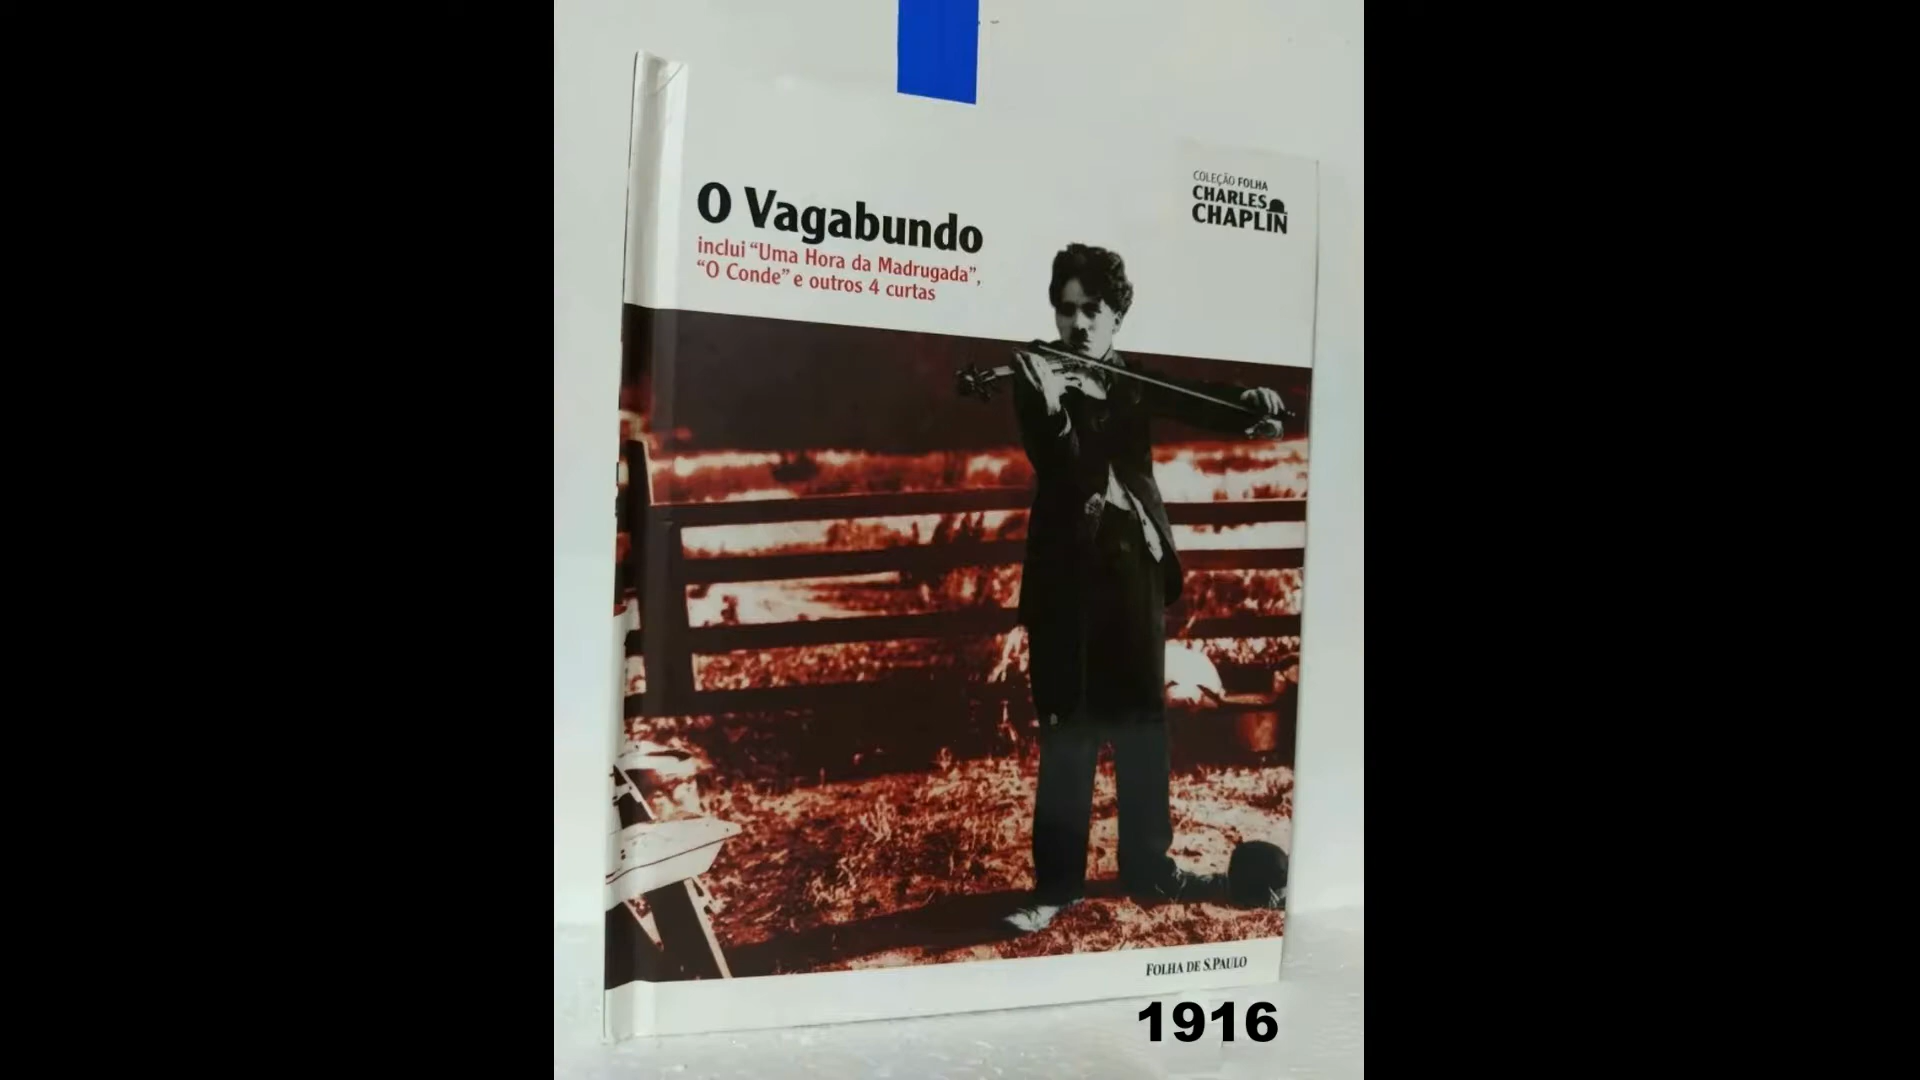 COLEÇÃO FOLHA
CHARLES
CHAPLIN
O Vagabundo
inclui “Uma Hora da Madrugada”,
“O Conde” e outros 4 curtas
FOLHA DE S.PAULO
1916